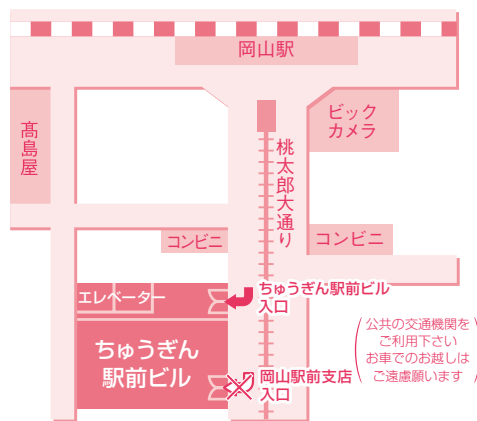 岡山駅
髙島屋
ビック
カメラ
桃太郎大通り
コンビニ
コンビニ
エレベーター
ちゅうぎん駅前ビル
入口
ちゅうぎん
駅前ビル
岡山駅前支店
入口
公共の交通機関を
ご利用下さい
お車でのお越しは
ご遠慮願います